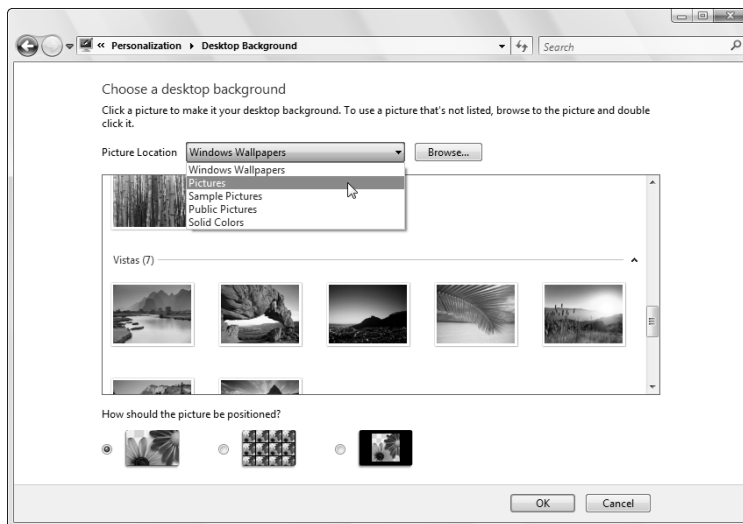 « Personalization ▸ Desktop Background
Search
Choose a desktop background
Click a picture to make it your desktop background. To use a picture that's not listed, browse to the picture and double
click it.
Picture Location Windows Wallpapers Browse...
Windows Wallpapers
Pictures
Sample Pictures
Public Pictures
Solid Colors
Vistas (7)
How should the picture be positioned?
OK Cancel